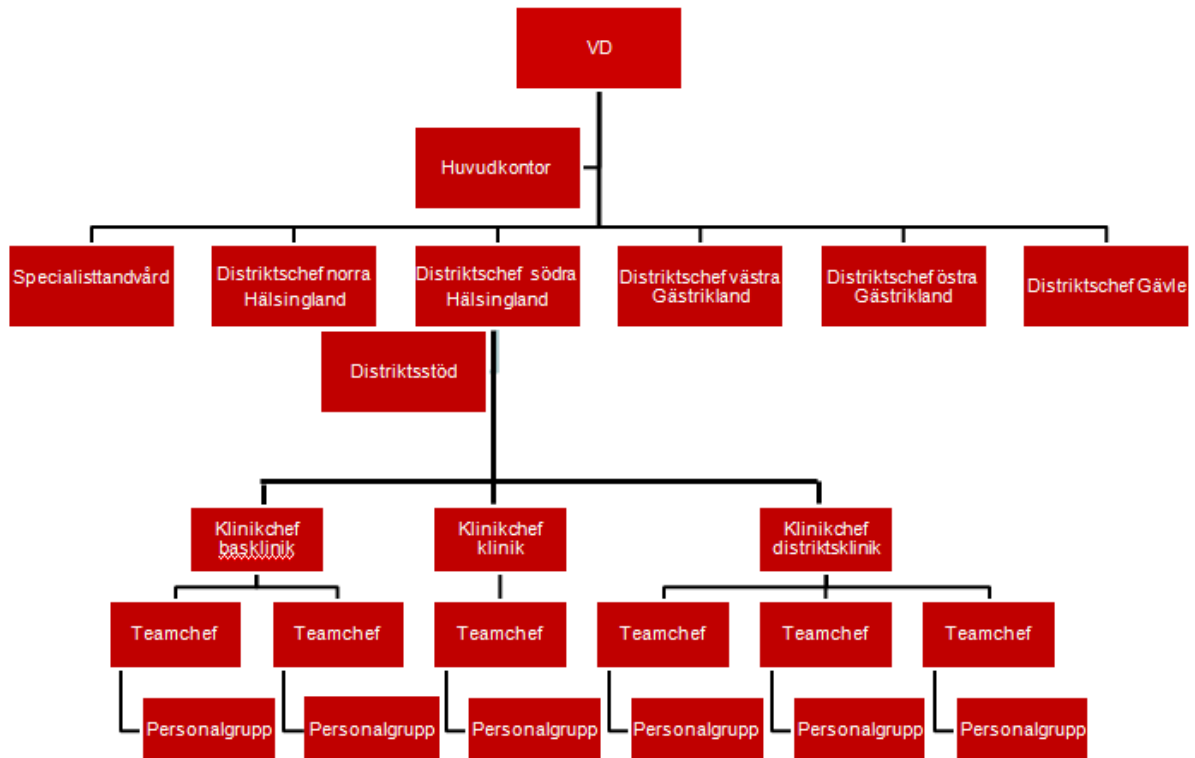 VD
Huvudkontor
Specialisttandvård
Distriktschef norra
Hälsingland
Distriktschef södra
Hälsingland
Distriktschef västra
Gästrikland
Distriktschef östra
Gästrikland
Distriktschef Gävle
Distriktsstöd
Klinikchef
basklinik
Klinikchef
klinik
Klinikchef
distriktsklinik
Teamchef
Teamchef
Teamchef
Teamchef
Teamchef
Teamchef
Personalgrupp
Personalgrupp
Personalgrupp
Personalgrupp
Personalgrupp
Personalgrupp